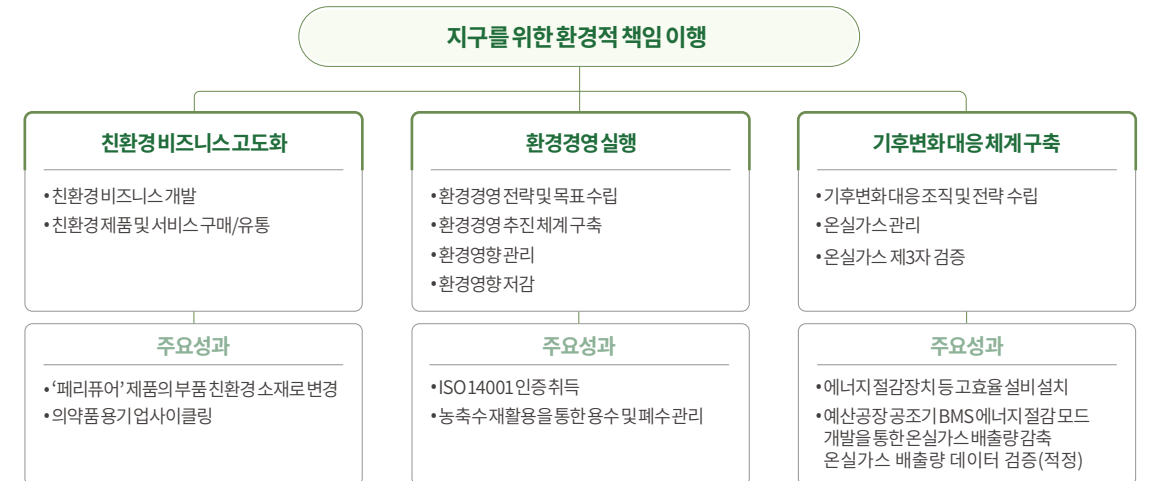 지구를 위한 환경적 책임 이행
친환경 비즈니스 고도화
• 친환경 비즈니스 개발
• 친환경 제품 및 서비스 구매/유통
주요성과
• ‘페리퓨어’ 제품의 부품 친환경 소재로 변경
• 의약품 용기 업사이클링
환경경영 실행
• 환경경영 전략 및 목표 수립
• 환경경영 추진 체계 구축
• 환경영향 관리
• 환경영향 저감
주요성과
• ISO 14001 인증 취득
• 농축수 재활용을 통한 용수 및 폐수 관리
기후변화 대응 체계 구축
• 기후변화 대응 조직 및 전략 수립
• 온실가스 관리
• 온실가스 제3자 검증
주요성과
• 에너지 절감장치 등 고효율 설비 설치
• 예산공장 공조기 BMS 에너지 절감 모드
개발을 통한 온실가스 배출량 감축
온실가스 배출량 데이터 검증(적정)